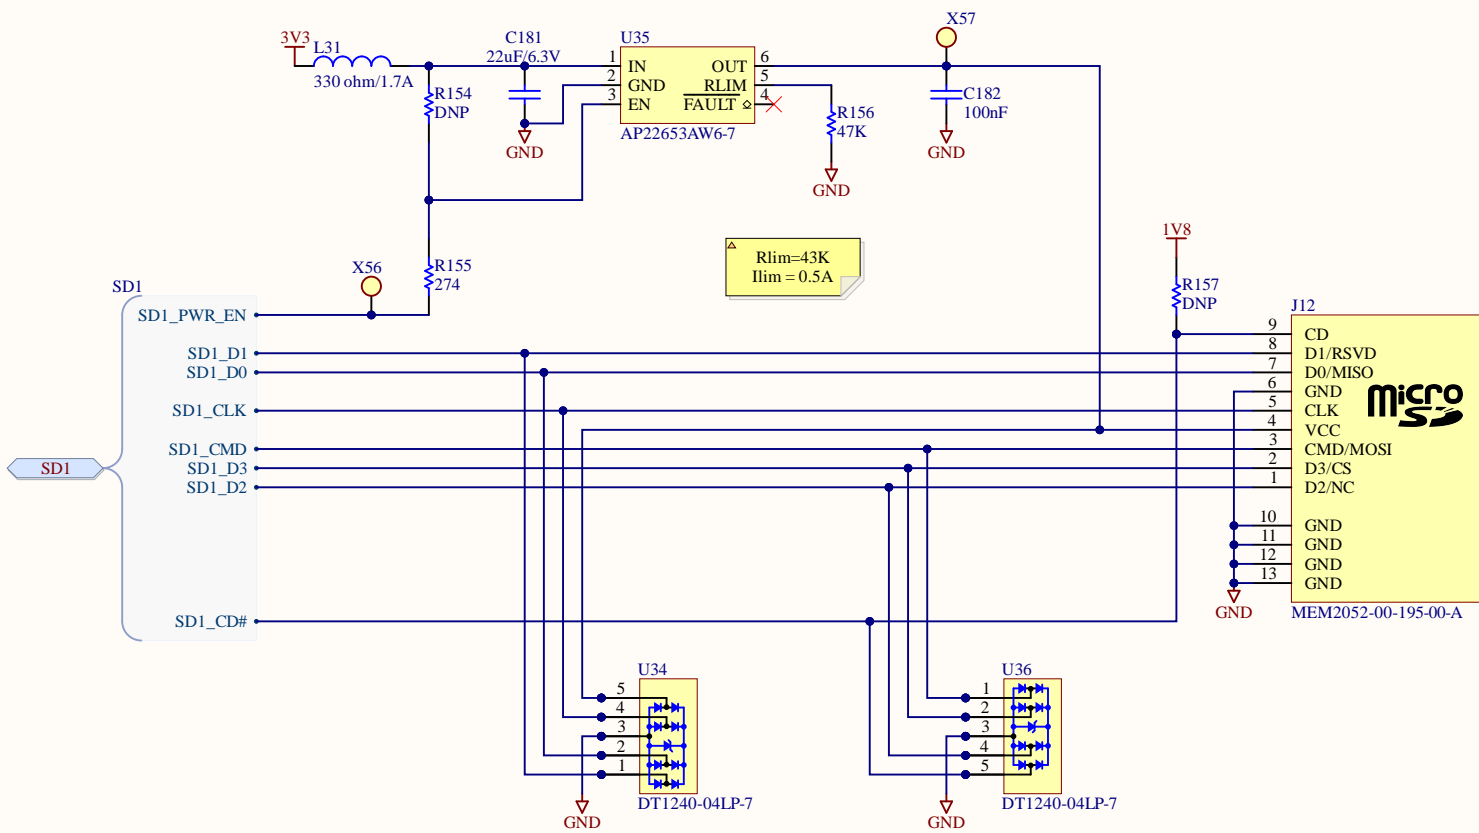 3V3
L31
330 ohm/1.7A
C181
22uF/6.3V
R154
DNP
GND
U35
1
2
3
IN
GND
EN
OUT
RLIM
FAULT
6
5
4
AP22653AW6-7
R156
47K
GND
X57
C182
100nF
GND
Rlim=43K
Ilim = 0.5A
X56
R155
274
1V8
R157
DNP
SD1
SD1
SD1_PWR_EN
SD1_D1
SD1_D0
SD1_CLK
SD1_CMD
SD1_D3
SD1_D2
SD1_CD#
J12
9 CD
8 D1/RSVD
7 D0/MISO
6 GND
5 CLK
4 VCC
3 CMD/MOSI
2 D3/CS
1 D2/NC
10 GND
11 GND
12 GND
13 GND
micro
SD
GND
MEM2052-00-195-00-A
U34
5
4
3
2
1
DT1240-04LP-7
GND
U36
1
2
3
4
5
DT1240-04LP-7
GND